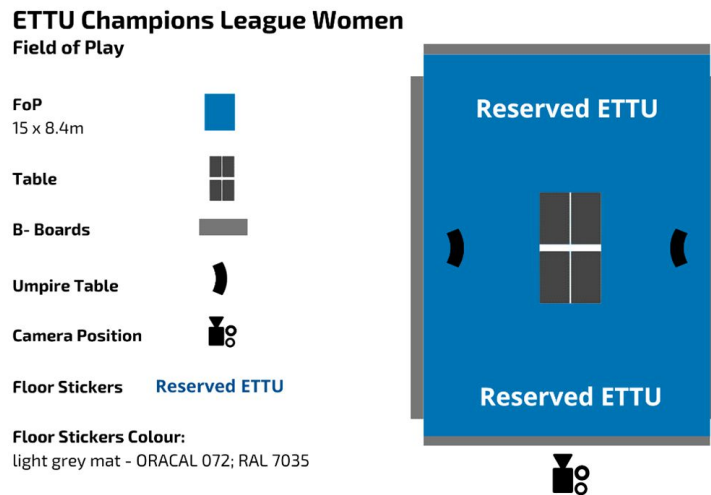 ETTU Champions League Women
Field of Play
FoP
15 x 8.4m
Table
B- Boards
Umpire Table
Camera Position
Floor Stickers Reserved ETTU
Floor Stickers Colour:
light grey mat - ORACAL 072; RAL 7035
Reserved ETTU
Reserved ETTU